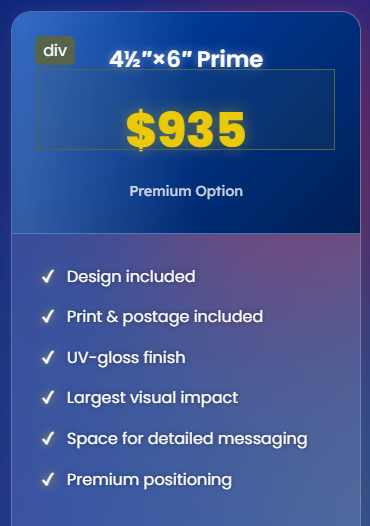 div
4½″×6″ Prime
$935
Premium Option
✓ Design included
✓ Print & postage included
✓ UV-gloss finish
✓ Largest visual impact
✓ Space for detailed messaging
✓ Premium positioning